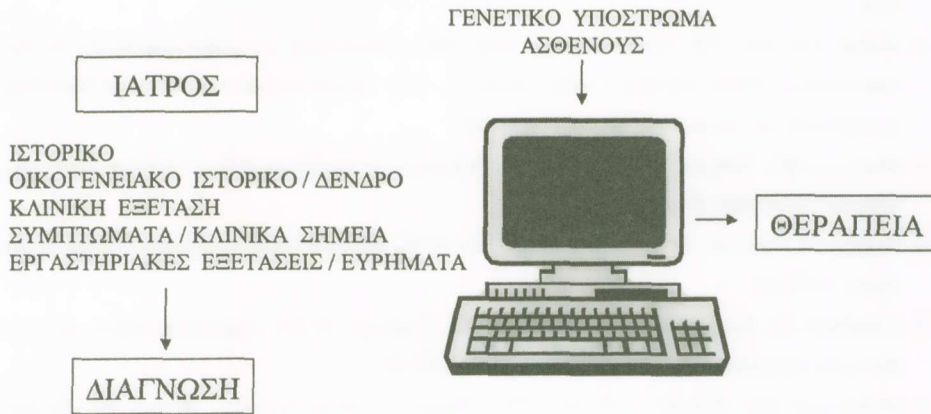 ΓΕΝΕΤΙΚΟ ΥΠΟΣΤΡΩΜΑ
ΑΣΘΕΝΟΥΣ
ΙΑΤΡΟΣ
ΙΣΤΟΡΙΚΟ
ΟΙΚΟΓΕΝΕΙΑΚΟ ΙΣΤΟΡΙΚΟ / ΔΕΝΔΡΟ
ΚΛΙΝΙΚΗ ΕΞΕΤΑΣΗ
ΣΥΜΠΤΩΜΑΤΑ / ΚΛΙΝΙΚΑ ΣΗΜΕΙΑ
ΕΡΓΑΣΤΗΡΙΑΚΕΣ ΕΞΕΤΑΣΕΙΣ / ΕΥΡΗΜΑΤΑ
ΘΕΡΑΠΕΙΑ
ΔΙΑΓΝΩΣΗ